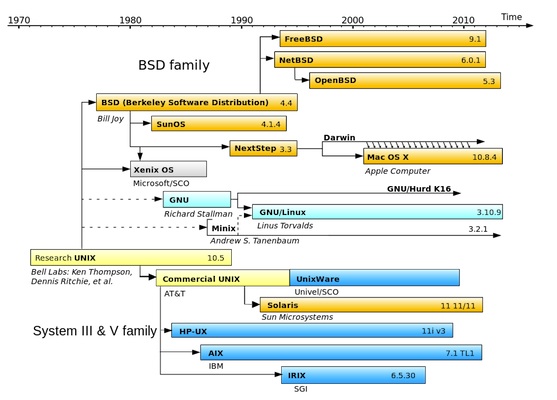 1970 1980 1990 2000 2010 Time
FreeBSD 9.1
BSD family
NetBSD 6.0.1
OpenBSD 5.3
BSD (Berkeley Software Distribution) 4.4
Bill Joy
SunOS 4.1.4
Darwin
NextStep 3.3
Mac OS X 10.8.4
Xenix OS
Apple Computer
Microsoft/SCO
GNU/Hurd K16
GNU
Richard Stallman
GNU/Linux 3.10.9
Linus Torvalds
Minix 3.2.1
Andrew S. Tanenbaum
Research UNIX 10.5
Bell Labs: Ken Thompson,
Dennis Ritchie, et al.
Commercial UNIX UnixWare
AT&T Univel/SCO
Solaris 11 11/11
Sun Microsystems
System III & V family
HP-UX 11i v3
AIX 7.1 TL1
IBM
IRIX 6.5.30
SGI